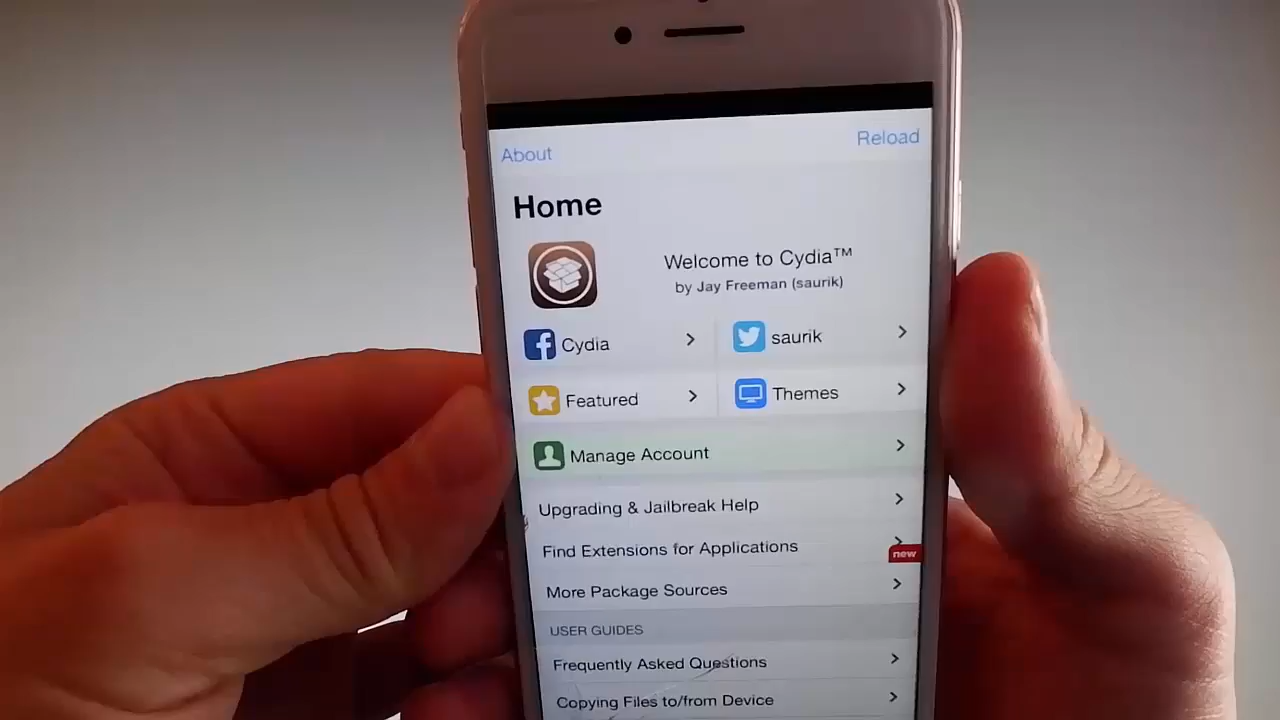 About
Reload
Home
Welcome to Cydia™
by Jay Freeman (saurik)
Cydia
saurik
Featured
Themes
Manage Account
Upgrading & Jailbreak Help
Find Extensions for Applications
new
More Package Sources
USER GUIDES
Frequently Asked Questions
Copying Files to/from Device